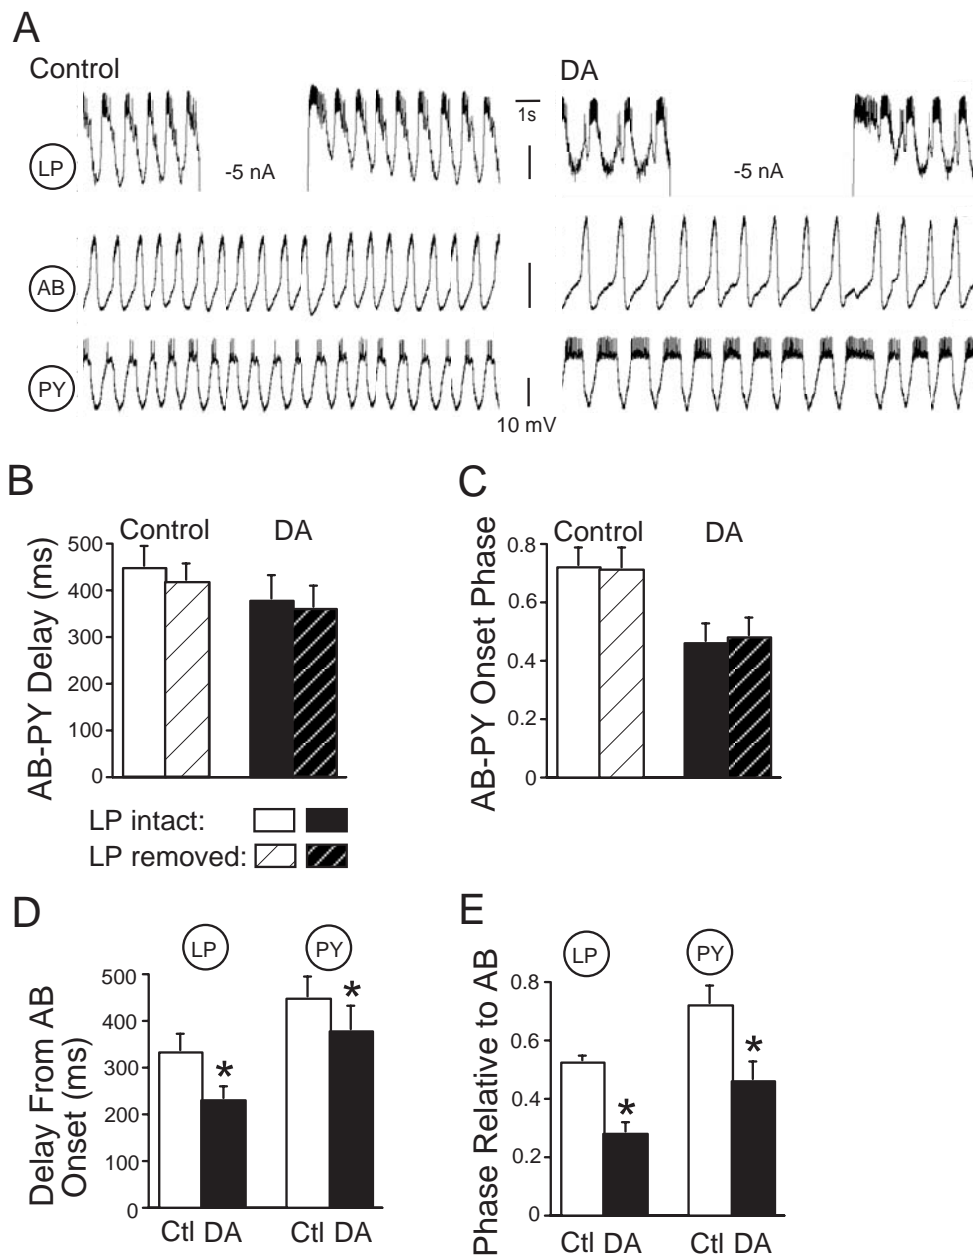 A
Control
DA
LP
-5 nA
1s
-5 nA
AB
PY
10 mV
B
AB-PY Delay (ms)
Control
DA
500
400
300
200
100
0
LP intact:
LP removed:
C
AB-PY Onset Phase
Control
DA
0.8
0.6
0.4
0.2
0
D
Delay From AB
Onset (ms)
LP
PY
500
400
300
200
100
0
*
*
Ctl DA
Ctl DA
E
Phase Relative to AB
LP
PY
0.8
0.6
0.4
0.2
0
*
*
Ctl DA
Ctl DA